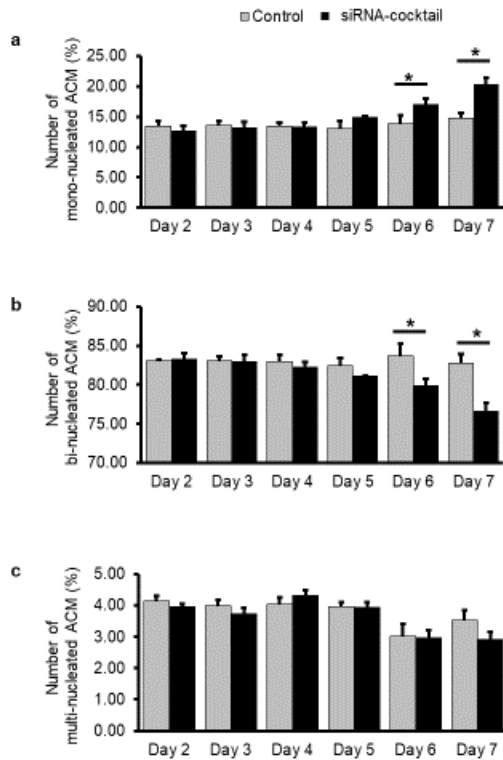 Control siRNA-cocktail
a
Number of
mono-nucleated ACM (%)
25.00
20.00
15.00
10.00
5.00
0.00
* *
Day 2 Day 3 Day 4 Day 5 Day 6 Day 7
b
Number of
bi-nucleated ACM (%)
90.00
85.00
80.00
75.00
70.00
* *
Day 2 Day 3 Day 4 Day 5 Day 6 Day 7
c
Number of
multi-nucleated ACM (%)
5.00
4.00
3.00
2.00
1.00
0.00
Day 2 Day 3 Day 4 Day 5 Day 6 Day 7